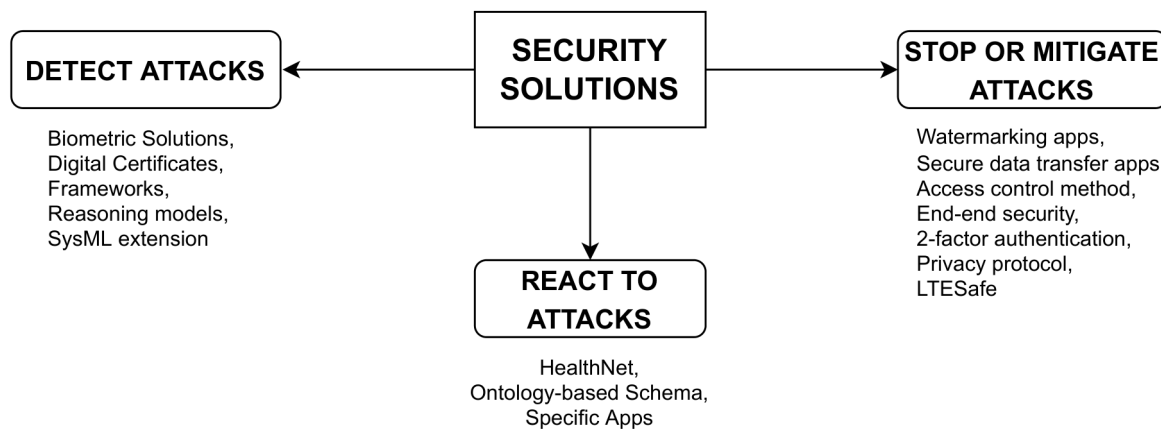 SECURITY
SOLUTIONS
DETECT ATTACKS
Biometric Solutions,
Digital Certificates,
Frameworks,
Reasoning models,
SysML extension
REACT TO
ATTACKS
HealthNet,
Ontology-based Schema,
Specific Apps
STOP OR MITIGATE
ATTACKS
Watermarking apps,
Secure data transfer apps
Access control method,
End-end security,
2-factor authentication,
Privacy protocol,
LTESafe